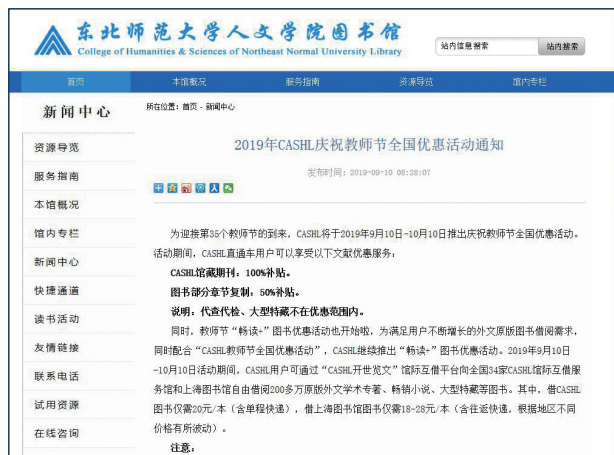 东北师范大学人文学院图书馆
College of Humanities & Sciences of Northeast Normal University Library
站内信息搜索 站内搜索
首页 本馆概况 服务指南 资源导览 馆内专栏
新闻中心
所在位置：首页 - 新闻中心
资源导览
服务指南
本馆概况
馆内专栏
新闻中心
快捷通道
读书活动
友情链接
联系电话
试用资源
在线咨询
2019年CASHL庆祝教师节全国优惠活动通知
发布时间：2019-09-10 08:28:07
为迎接第35个教师节的到来，CASHL将于2019年9月10日-10月10日推出庆祝教师节全国优惠活动。
活动期间，CASHL直通车用户可以享受以下文献优惠服务：
CASHL馆藏期刊：100%补贴。
图书部分章节复制：50%补贴。
说明：代查代检、大型特藏不在优惠范围内。
同时，教师节“畅读+”图书优惠活动也开始啦，为满足用户不断增长的外文原版图书借阅需求，
同时配合“CASHL教师节全国优惠活动”，CASHL继续推出“畅读+”图书优惠活动。2019年9月10日
-10月10日活动期间，CASHL用户可通过“CASHL开世览文”馆际互借平台向全国34家CASHL馆际互借服
务馆和上海图书馆自由借阅200多万原版外文学术专著、畅销小说、大型特藏等图书。其中，借CASHL
图书仅需20元/本（含单程快递），借上海图书馆图书仅需18-28元/本（含往返快递，根据地区不同
价格有所波动）。
注意：